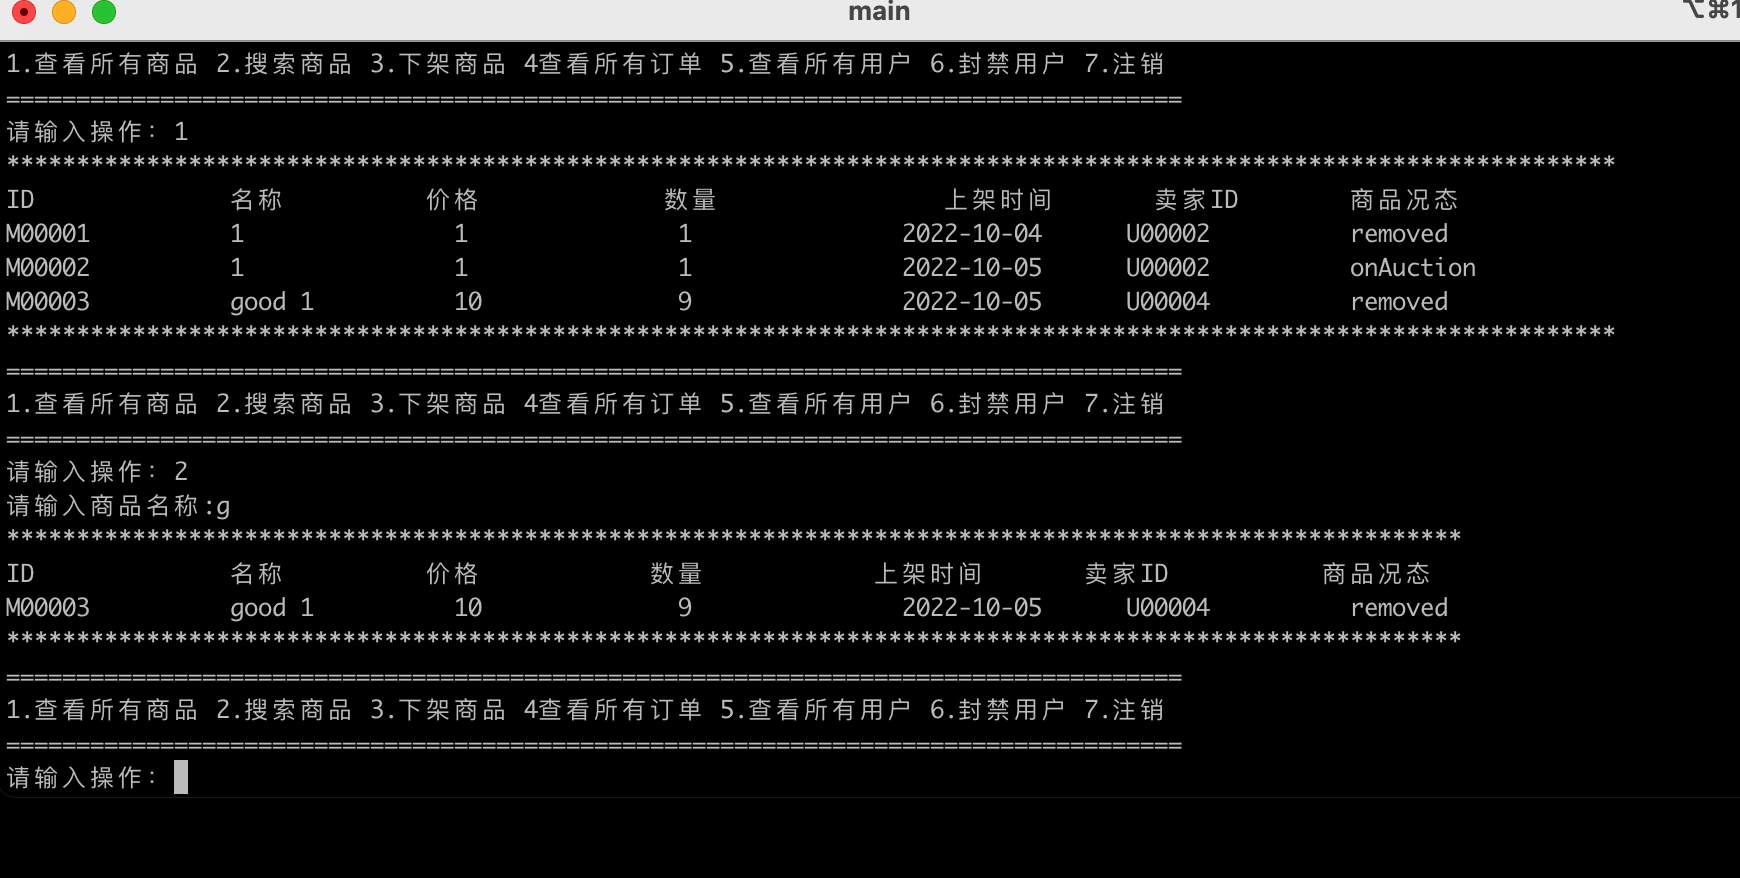 main ⌥⌘1
1.查看所有商品 2.搜索商品 3.下架商品 4查看所有订单 5.查看所有用户 6.封禁用户 7.注销
====================================================================================
请输入操作: 1
*******************************************************************************************************************
ID 名称 价格 数量 上架时间 卖家ID 商品况态
M00001 1 1 1 2022-10-04 U00002 removed
M00002 1 1 1 2022-10-05 U00002 onAuction
M00003 good 1 10 9 2022-10-05 U00004 removed
*******************************************************************************************************************
====================================================================================
1.查看所有商品 2.搜索商品 3.下架商品 4查看所有订单 5.查看所有用户 6.封禁用户 7.注销
====================================================================================
请输入操作: 2
请输入商品名称:g
********************************************************************************************************
ID 名称 价格 数量 上架时间 卖家ID 商品况态
M00003 good 1 10 9 2022-10-05 U00004 removed
********************************************************************************************************
====================================================================================
1.查看所有商品 2.搜索商品 3.下架商品 4查看所有订单 5.查看所有用户 6.封禁用户 7.注销
====================================================================================
请输入操作: